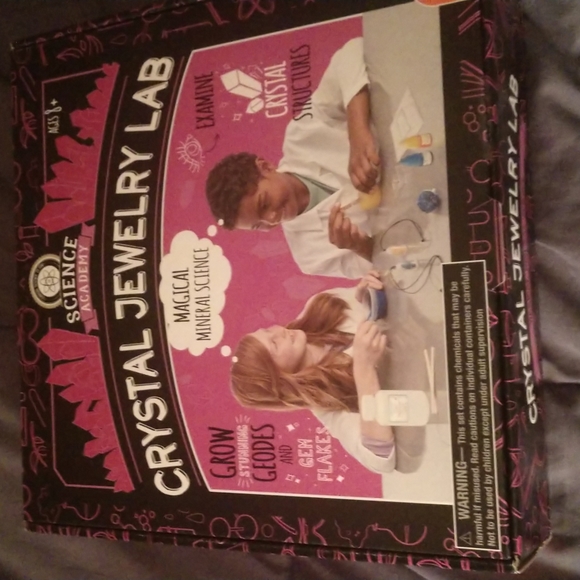 SCIENCE
ACADEMY
AGES 8+
CRYSTAL JEWELRY LAB
EXAMINE
CRYSTAL
STRUCTURES
MAGICAL
MINERAL SCIENCE
GROW
STUNNING
GEODES
AND
GEM
FLAKES
⚠ WARNING— This set contains chemicals that may be
harmful if misused. Read cautions on individual containers carefully.
Not to be used by children except under adult supervision
CRYSTAL JEWELRY LAB